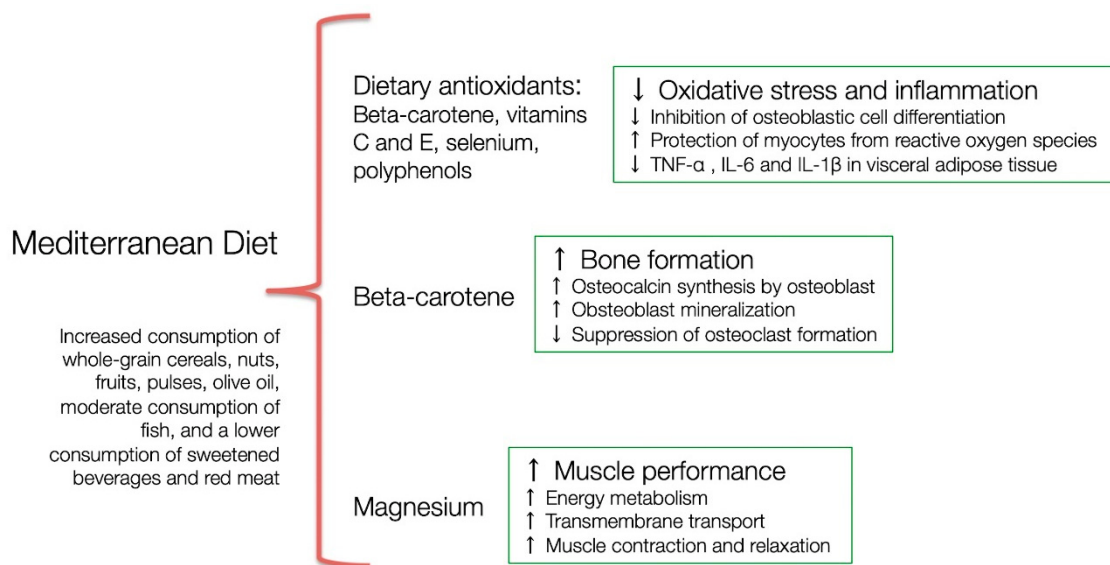 Dietary antioxidants:
Beta-carotene, vitamins
C and E, selenium,
polyphenols
↓ Oxidative stress and inflammation
↓ Inhibition of osteoblastic cell differentiation
↑ Protection of myocytes from reactive oxygen species
↓ TNF-α , IL-6 and IL-1β in visceral adipose tissue
Mediterranean Diet
Increased consumption of
whole-grain cereals, nuts,
fruits, pulses, olive oil,
moderate consumption of
fish, and a lower
consumption of sweetened
beverages and red meat
Beta-carotene
↑ Bone formation
↑ Osteocalcin synthesis by osteoblast
↑ Obsteoblast mineralization
↓ Suppression of osteoclast formation
Magnesium
↑ Muscle performance
↑ Energy metabolism
↑ Transmembrane transport
↑ Muscle contraction and relaxation